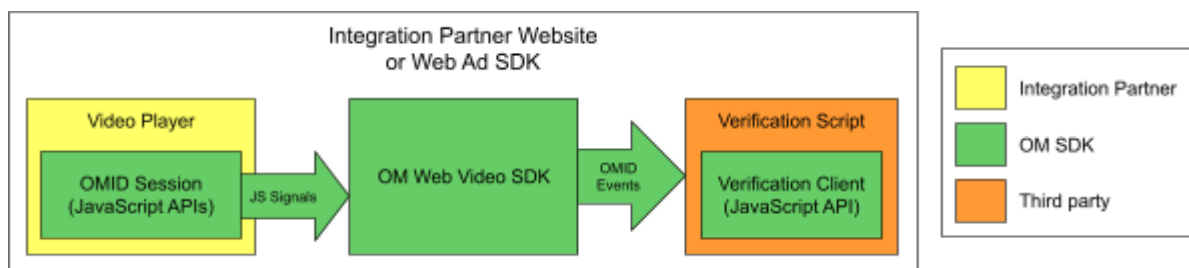 Integration Partner Website
or Web Ad SDK
Video Player
OMID Session
(JavaScript APIs)
JS Signals
OM Web Video SDK
OMID
Events
Verification Script
Verification Client
(JavaScript API)
Integration Partner
OM SDK
Third party